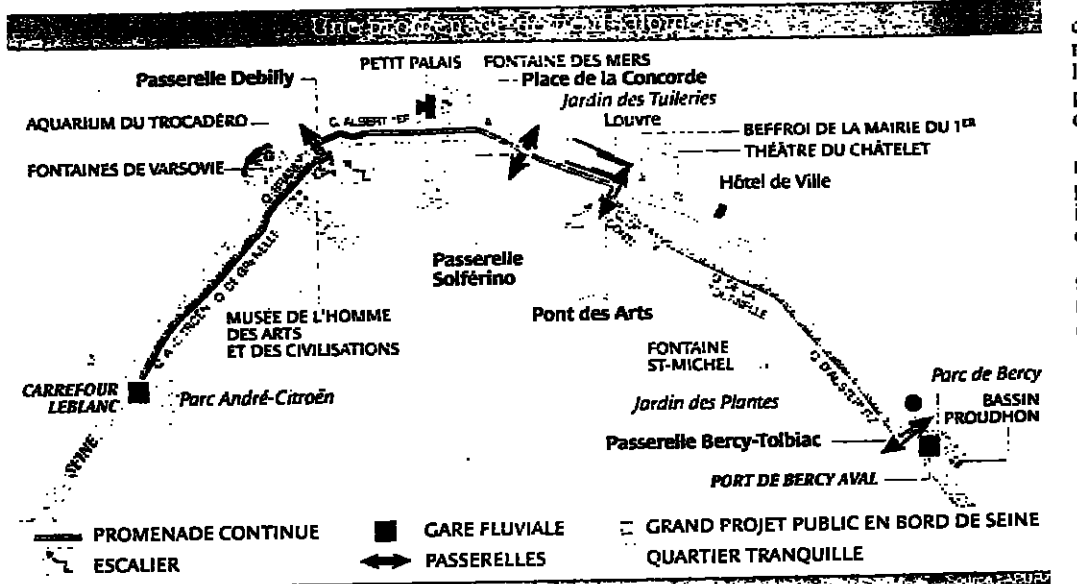 Passerelle Debilly
PETIT PALAIS
FONTAINE DES MERS
Place de la Concorde
Jardin des Tuileries
Louvre
AQUARIUM DU TROCADÉRO
FONTAINES DE VARSOVIE
BEFFROI DE LA MAIRIE DU 1ER
THÉÂTRE DU CHÂTELET
Hôtel de Ville
Passerelle
Solférino
Pont des Arts
MUSÉE DE L'HOMME
DES ARTS
ET DES CIVILISATIONS
FONTAINE
ST-MICHEL
CARREFOUR
LEBLANC
Parc André-Citroën
Jardin des Plantes
Parc de Bercy
BASSIN
PROUDHON
Passerelle Bercy-Tolbiac
PORT DE BERCY AVAL
SEINE
PROMENADE CONTINUE
GARE FLUVIALE
GRAND PROJET PUBLIC EN BORD DE SEINE
ESCALIER
PASSERELLES
QUARTIER TRANQUILLE